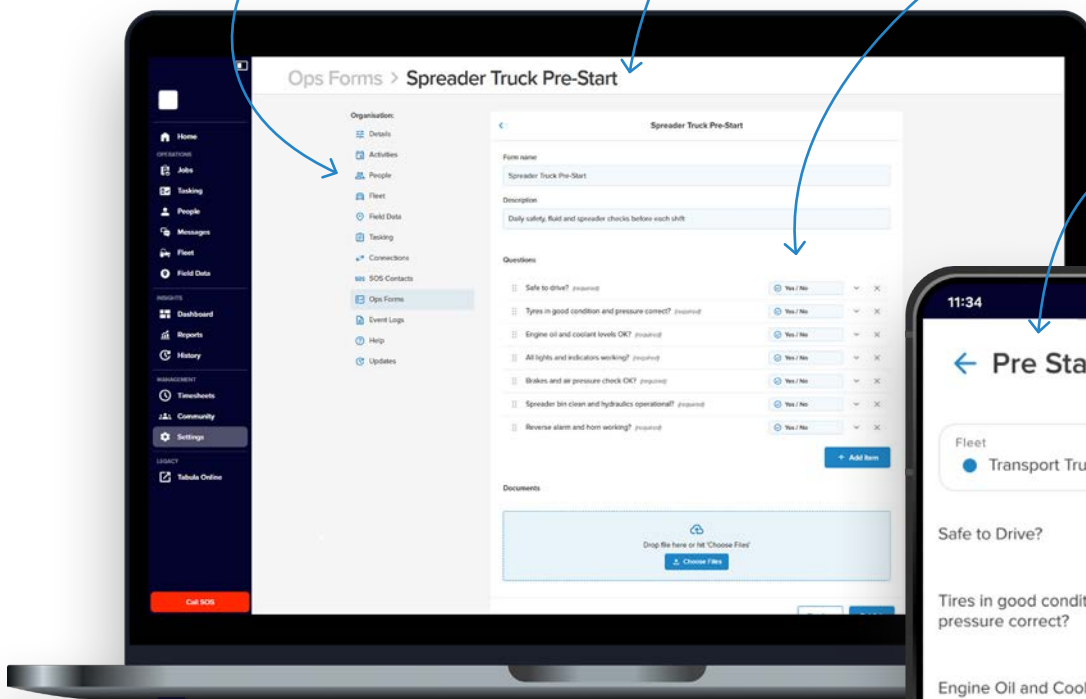 Ops Forms > Spreader Truck Pre-Start
Home
OPERATIONS
Jobs
Tasking
People
Messages
Fleet
Field Data
INSIGHTS
Dashboard
Reports
History
MANAGEMENT
Timesheets
Community
Settings
LEGACY
Tabula Online
Call SOS
Organisation:
Details
Activities
People
Fleet
Field Data
Tasking
Connections
SOS SOS Contacts
Ops Forms
Event Logs
Help
Updates
Spreader Truck Pre-Start
Form name
Spreader Truck Pre-Start
Description
Daily safety, fluid and spreader checks before each shift
Questions
Safe to drive? (required) Yes / No
Tyres in good condition and pressure correct? (required) Yes / No
Engine oil and coolant levels OK? (required) Yes / No
All lights and indicators working? (required) Yes / No
Brakes and air pressure check OK? (required) Yes / No
Spreader bin clean and hydraulics operational? (required) Yes / No
Reverse alarm and horn working? (required) Yes / No
+ Add Item
Documents
Drop file here or hit 'Choose Files'
Choose Files
11:34
Pre Sta
Fleet
Transport Tru
Safe to Drive?
Tires in good condit
pressure correct?
Engine Oil and Cool